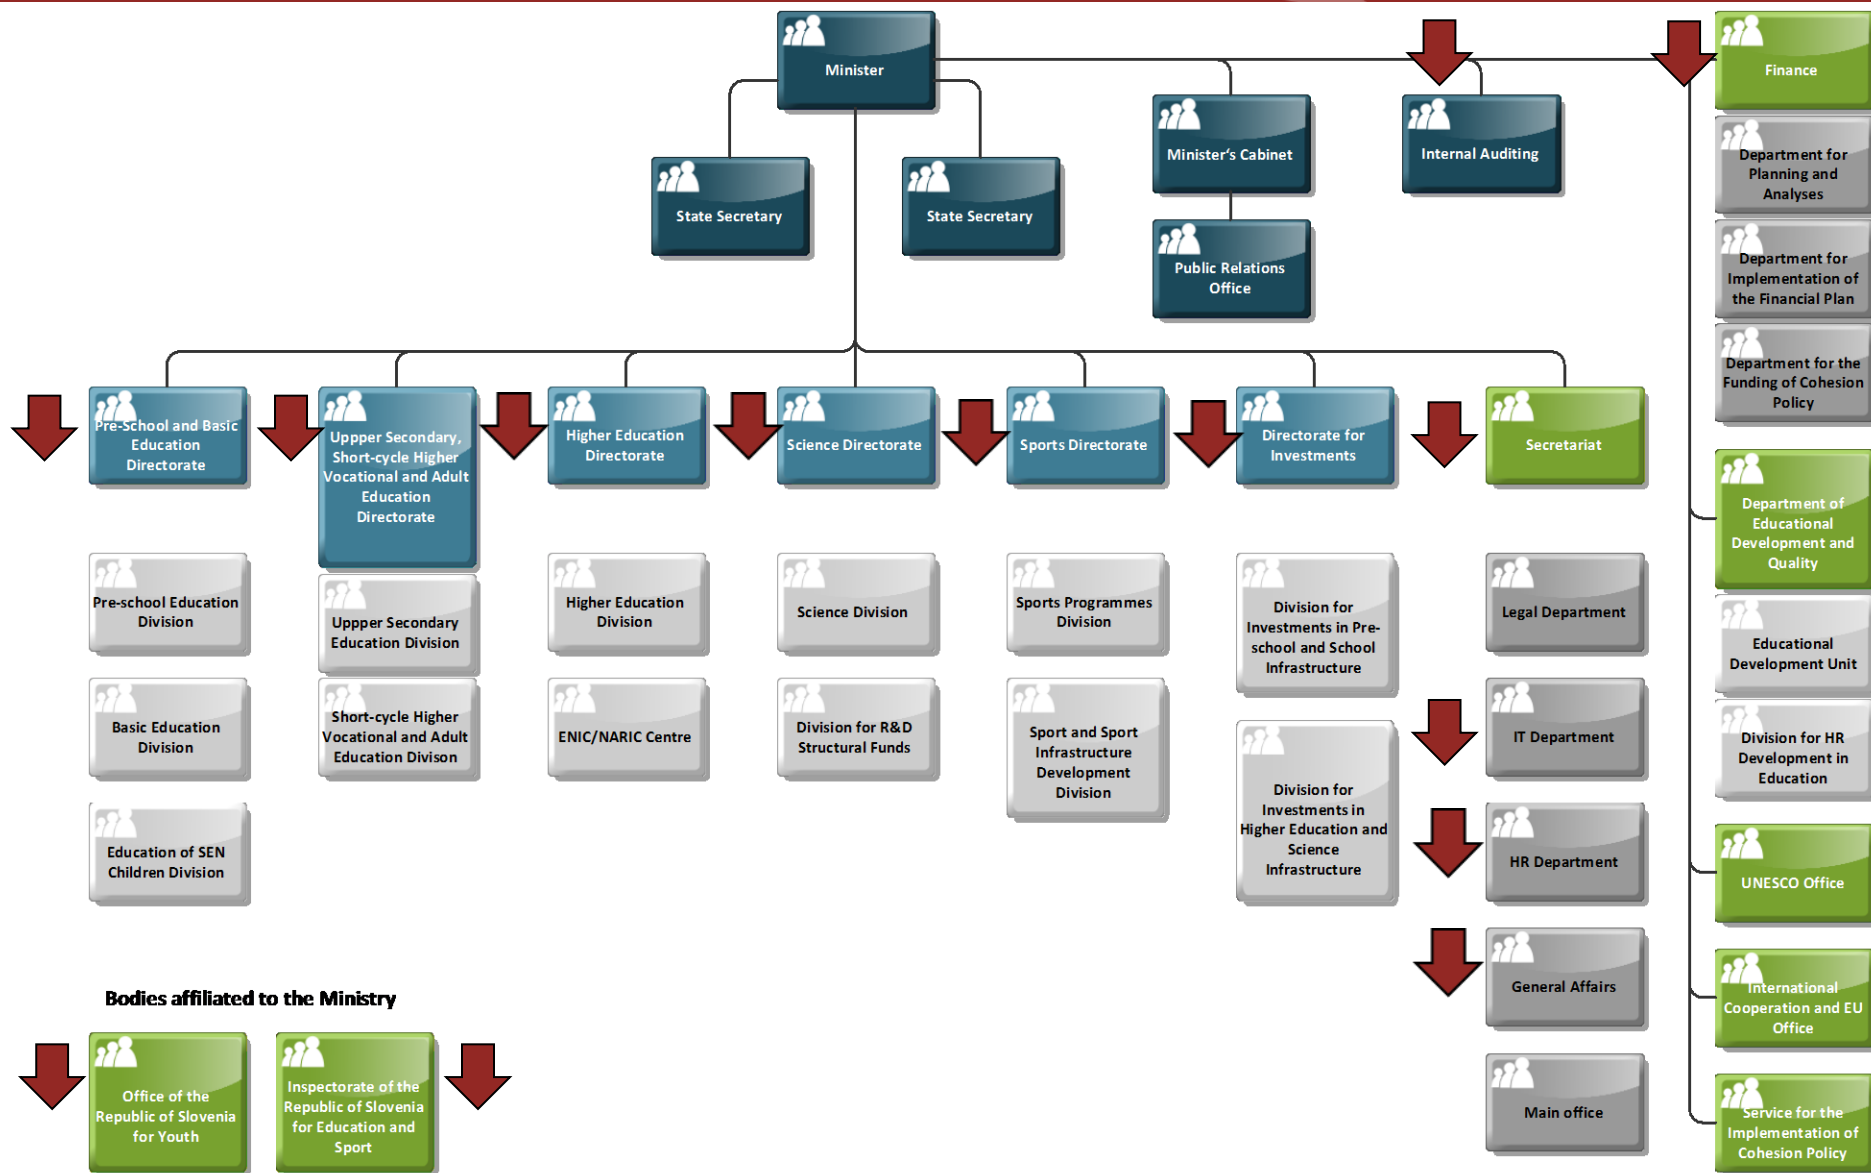 Minister
Finance
State Secretary
State Secretary
Minister's Cabinet
Internal Auditing
Public Relations
Office
Department for
Planning and
Analyses
Department for
Implementation of
the Financial Plan
Department for the
Funding of Cohesion
Policy
Pre-School and Basic
Education
Directorate
Uppper Secondary,
Short-cycle Higher
Vocational and Adult
Education
Directorate
Higher Education
Directorate
Science Directorate
Sports Directorate
Directorate for
Investments
Secretariat
Department of
Educational
Development and
Quality
Pre-school Education
Division
Uppper Secondary
Education Division
Higher Education
Division
Science Division
Sports Programmes
Division
Division for
Investments in Pre-
school and School
Infrastructure
Legal Department
Educational
Development Unit
Basic Education
Division
Short-cycle Higher
Vocational and Adult
Education Divison
ENIC/NARIC Centre
Division for R&D
Structural Funds
Sport and Sport
Infrastructure
Development
Division
Division for
Investments in
Higher Education and
Science
Infrastructure
IT Department
Division for HR
Development in
Education
Education of SEN
Children Division
HR Department
UNESCO Office
General Affairs
International
Cooperation and EU
Office
Main office
Service for the
Implementation of
Cohesion Policy
Bodies affiliated to the Ministry
Office of the
Republic of Slovenia
for Youth
Inspectorate of the
Republic of Slovenia
for Education and
Sport